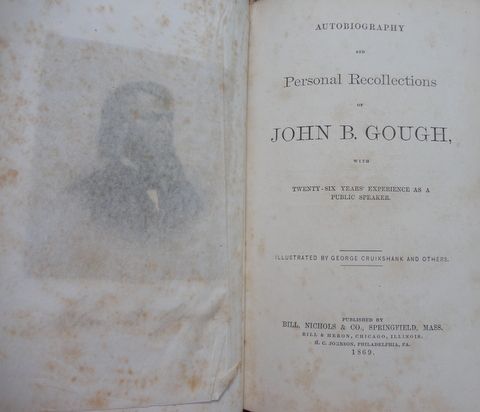 AUTOBIOGRAPHY
AND
Personal Recollections
OF
JOHN B. GOUGH,
WITH
TWENTY-SIX YEARS' EXPERIENCE AS A
PUBLIC SPEAKER.
ILLUSTRATED BY GEORGE CRUIKSHANK AND OTHERS.
PUBLISHED BY
BILL, NICHOLS & CO., SPRINGFIELD, MASS.
BILL & HERON, CHICAGO, ILLINOIS.
H. C. JOHNSON, PHILADELPHIA, PA.
1869.